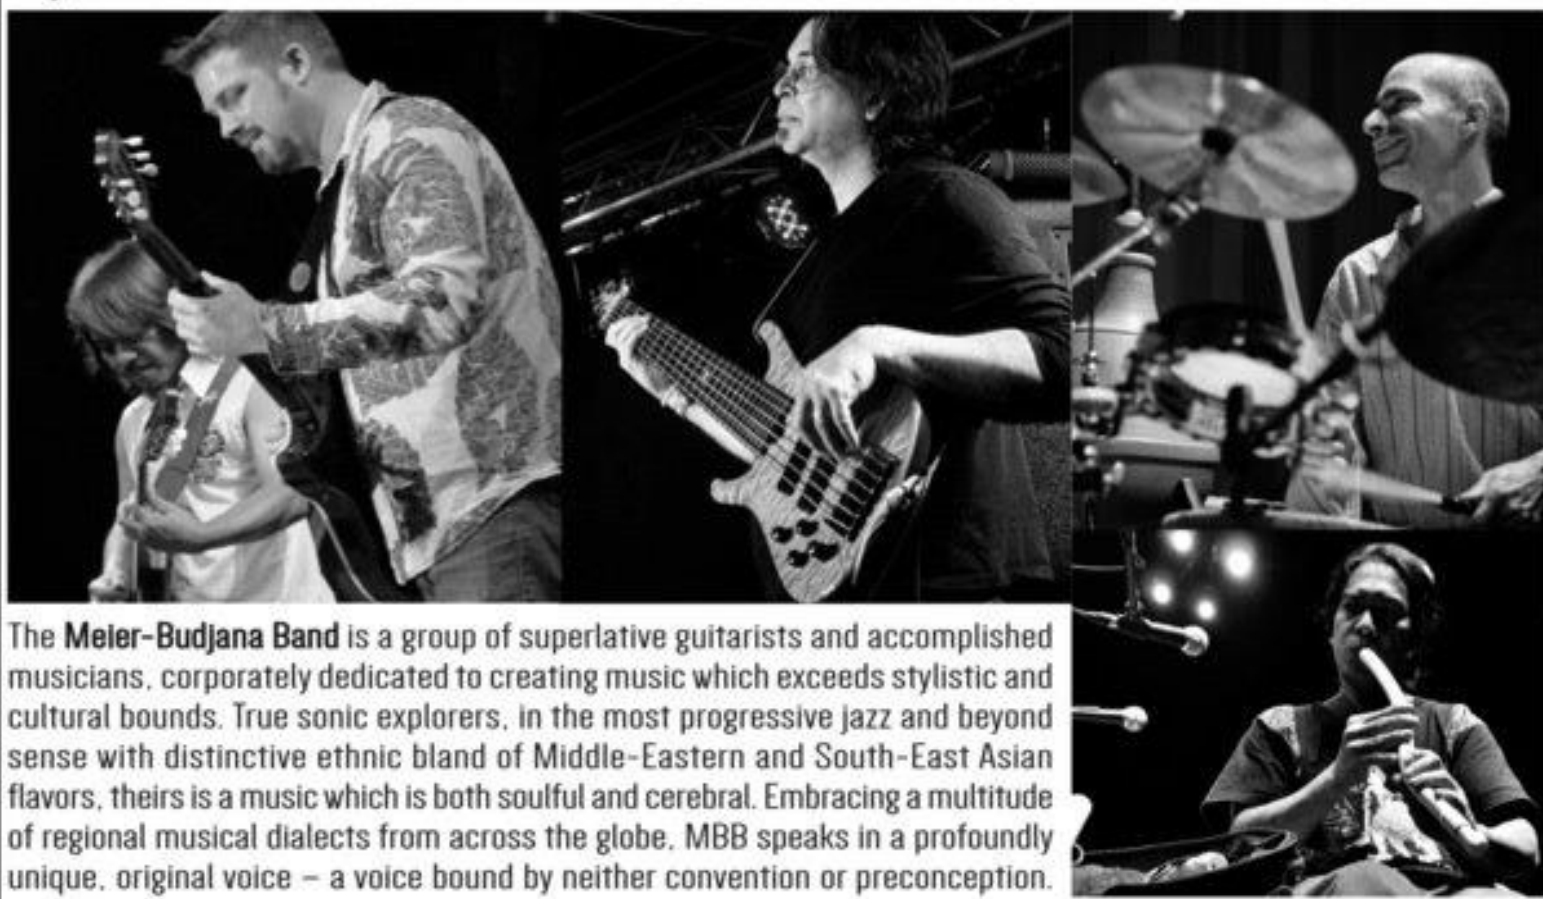 The Meier-Budjana Band is a group of superlative guitarists and accomplished
musicians, corporately dedicated to creating music which exceeds stylistic and
cultural bounds. True sonic explorers, in the most progressive jazz and beyond
sense with distinctive ethnic bland of Middle-Eastern and South-East Asian
flavors, theirs is a music which is both soulful and cerebral. Embracing a multitude
of regional musical dialects from across the globe, MBB speaks in a profoundly
unique, original voice – a voice bound by neither convention or preconception.